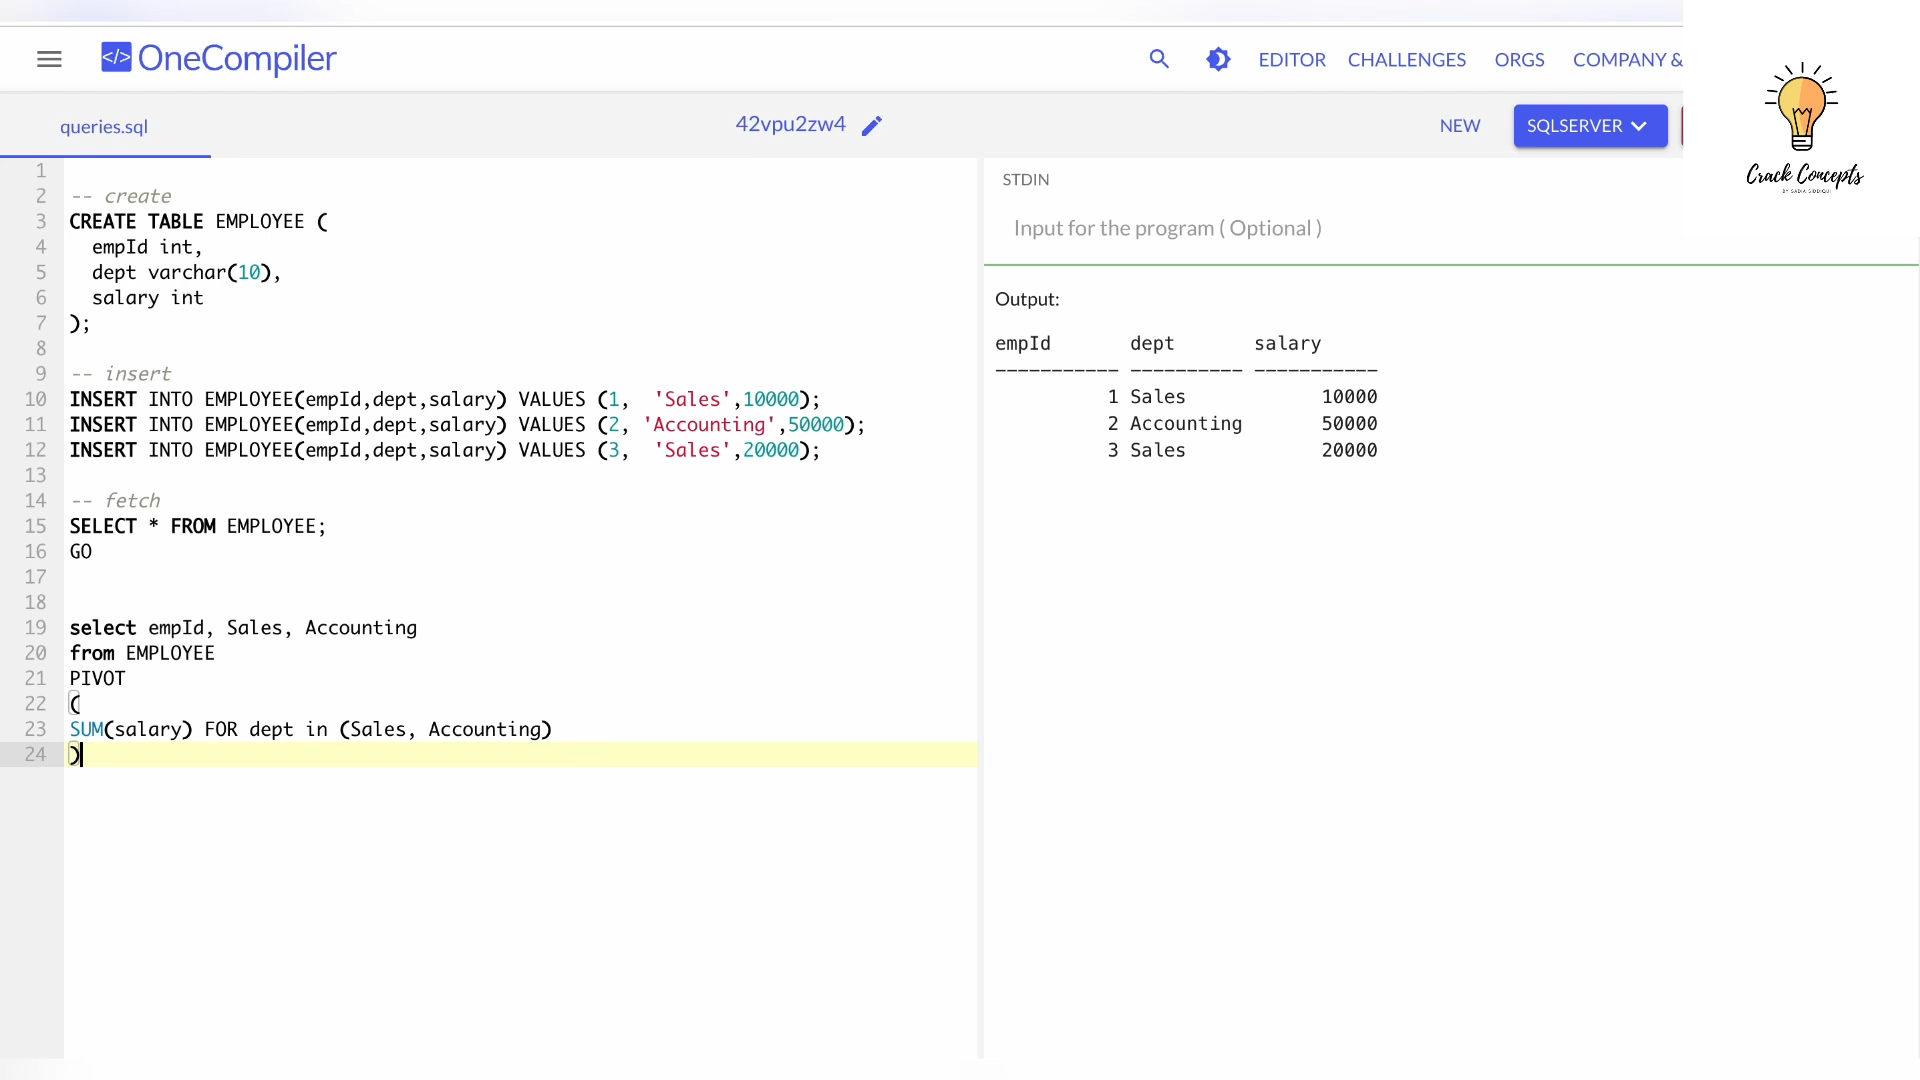 </> OneCompiler
EDITOR CHALLENGES ORGS COMPANY &
Crack Concepts
BY SADIA SIDDIQUI
queries.sql
42vpu2zw4
NEW SQLSERVER
1
2 -- create
3 CREATE TABLE EMPLOYEE (
4 empId int,
5 dept varchar(10),
6 salary int
7 );
8
9 -- insert
10 INSERT INTO EMPLOYEE(empId,dept,salary) VALUES (1, 'Sales',10000);
11 INSERT INTO EMPLOYEE(empId,dept,salary) VALUES (2, 'Accounting',50000);
12 INSERT INTO EMPLOYEE(empId,dept,salary) VALUES (3, 'Sales',20000);
13
14 -- fetch
15 SELECT * FROM EMPLOYEE;
16 GO
17
18
19 select empId, Sales, Accounting
20 from EMPLOYEE
21 PIVOT
22 (
23 SUM(salary) FOR dept in (Sales, Accounting)
24 )
STDIN
Input for the program ( Optional )
Output:
empId dept salary
----------- ---------- -----------
1 Sales 10000
2 Accounting 50000
3 Sales 20000